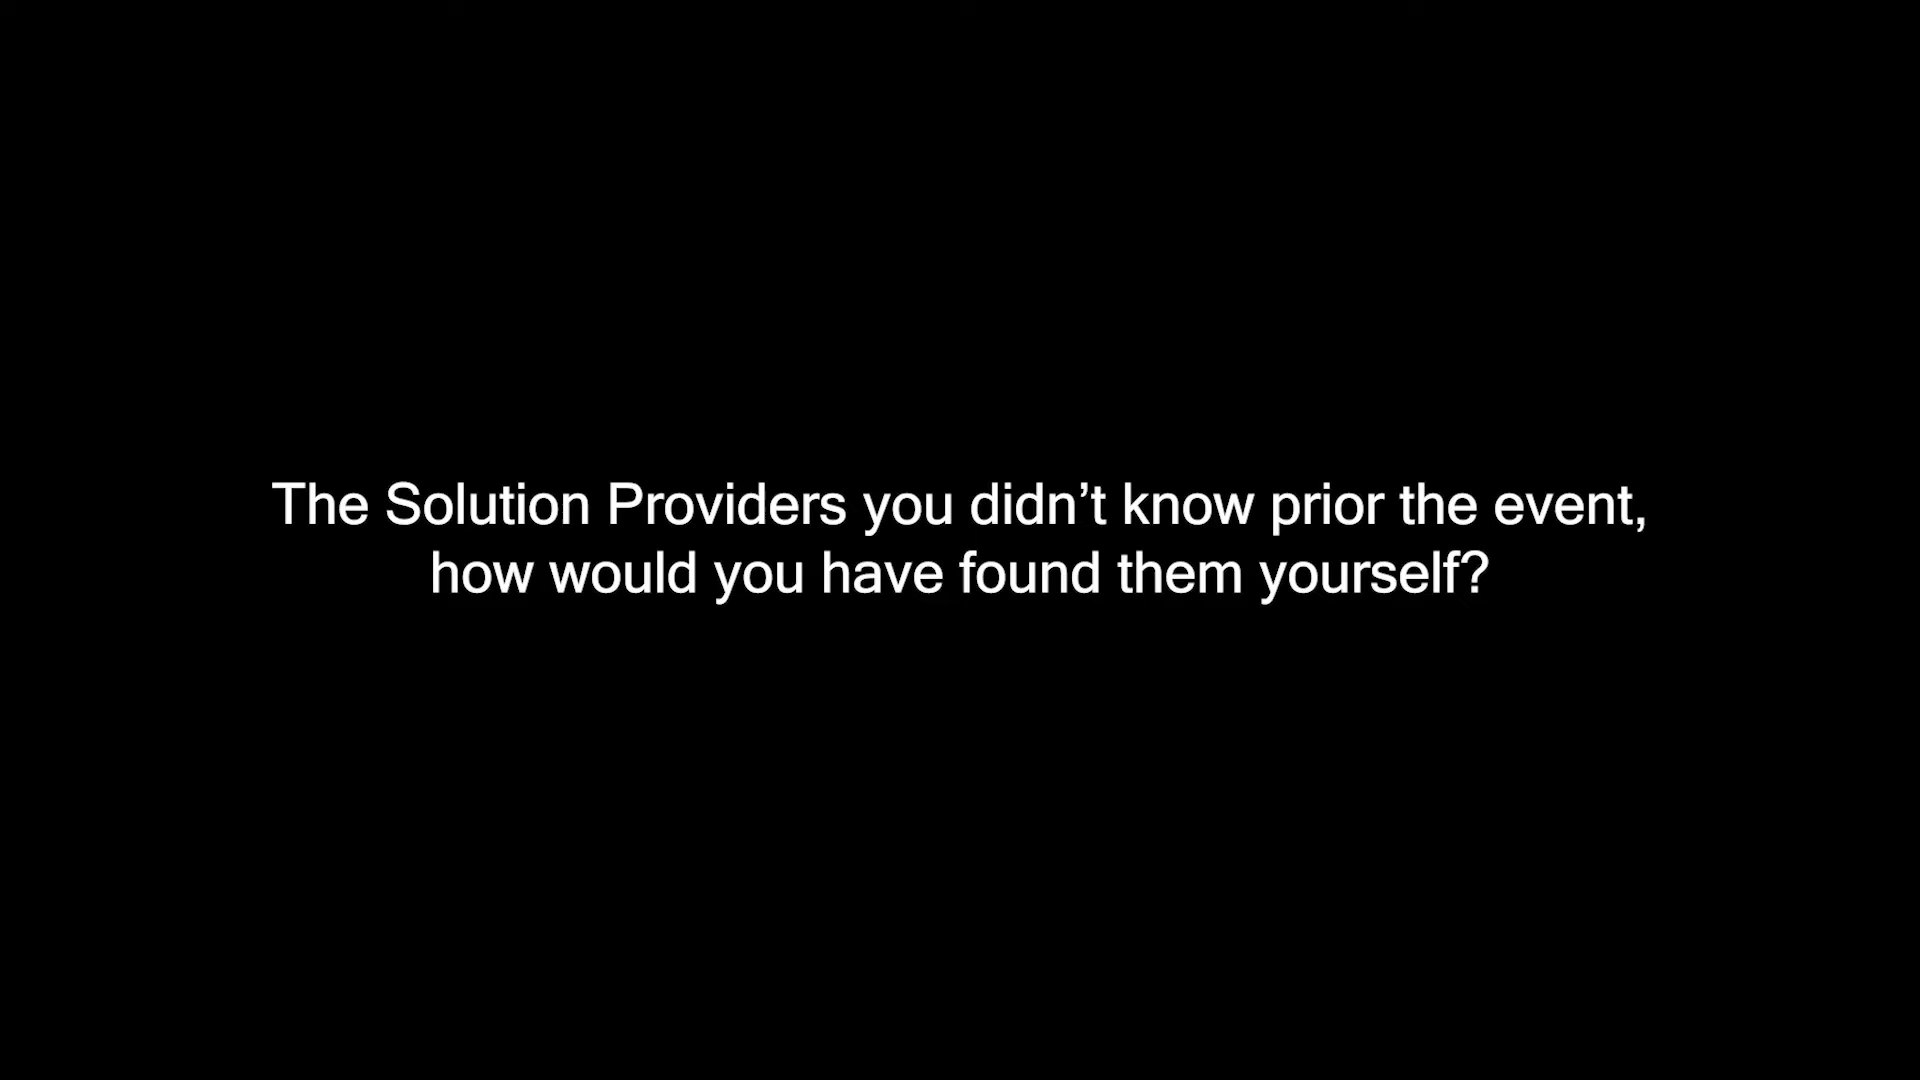 The Solution Providers you didn’t know prior the event,
how would you have found them yourself?